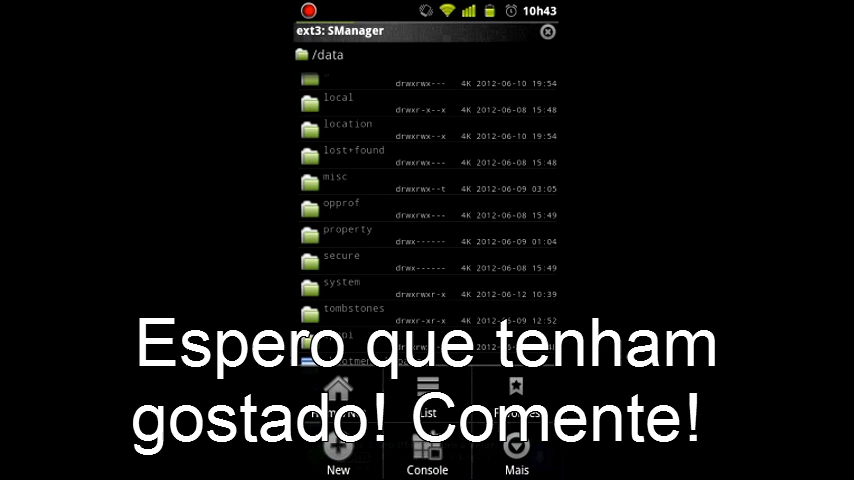 10h43
ext3: SManager
/data
drwxrwx--- 4K 2012-06-10 19:54
local
drwxr-x--x 4K 2012-06-08 15:48
location
drwxrwx--x 4K 2012-06-10 19:54
lost+found
drwxrwx--- 4K 2012-06-08 15:48
misc
drwxrwx--t 4K 2012-06-09 03:05
opprof
drwxrwx--- 4K 2012-06-08 15:49
property
drwx------ 4K 2012-06-09 01:04
secure
drwx------ 4K 2012-06-08 15:49
system
drwxrwxr-x 4K 2012-06-12 10:39
tombstones
drwxr-xr-x 12:52
Espero que tenham
List
gostado! Comente!
New Console Mais